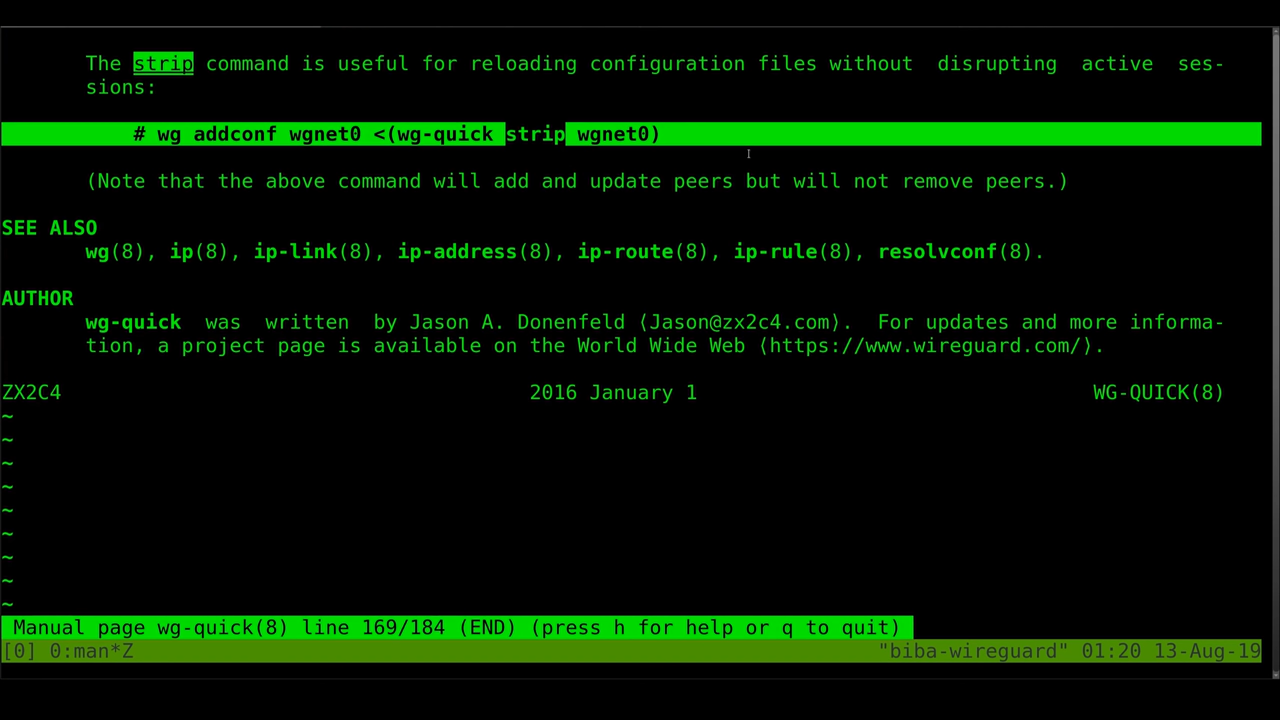 The strip command is useful for reloading configuration files without  disrupting  active  ses-
sions:
# wg addconf wgnet0 <(wg-quick strip wgnet0)
(Note that the above command will add and update peers but will not remove peers.)
SEE ALSO
wg(8), ip(8), ip-link(8), ip-address(8), ip-route(8), ip-rule(8), resolvconf(8).
AUTHOR
wg-quick  was  written  by Jason A. Donenfeld ⟨Jason@zx2c4.com⟩.  For updates and more informa-
tion, a project page is available on the World Wide Web ⟨https://www.wireguard.com/⟩.
ZX2C4 2016 January 1 WG-QUICK(8)
~
~
~
~
~
~
~
~
~
Manual page wg-quick(8) line 169/184 (END) (press h for help or q to quit)
[0] 0:man*Z "biba-wireguard" 01:20 13-Aug-19